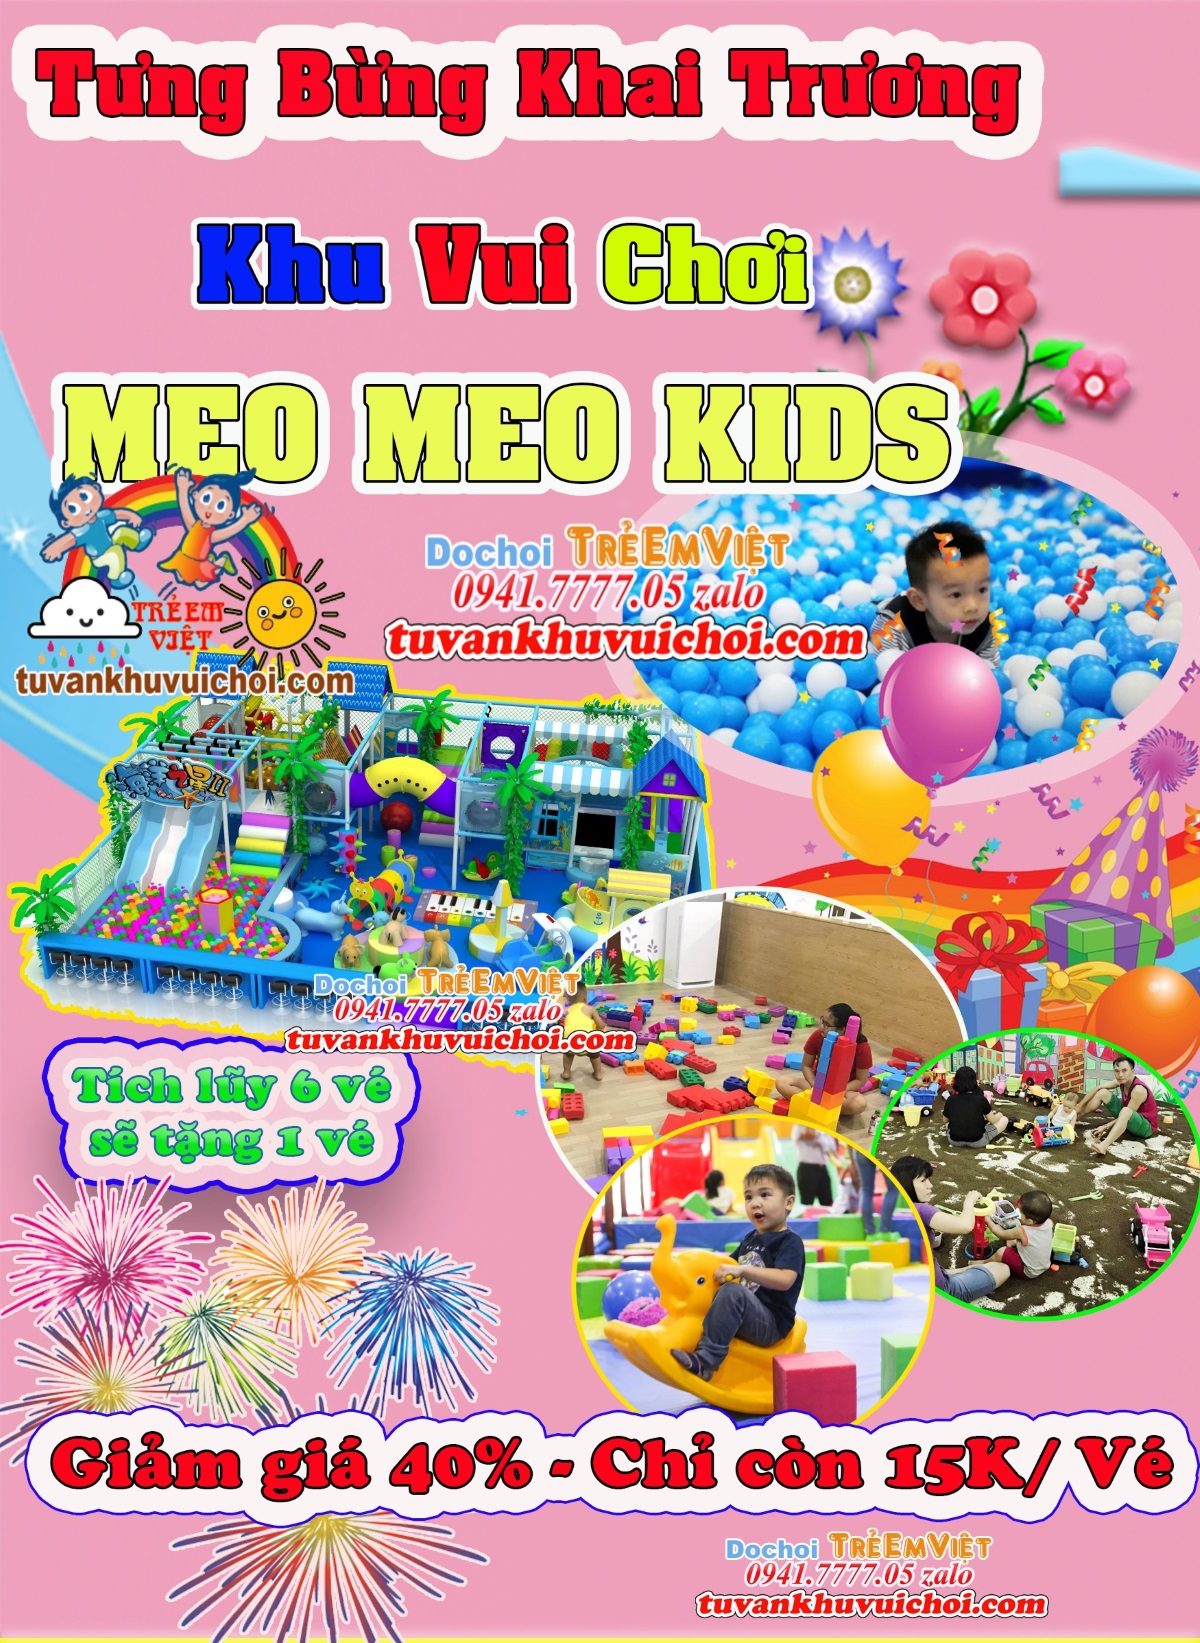 Tưng Bừng Khai Trương
Khu Vui Chơi
MEO MEO KIDS
TRẺ EM
VIỆT
tuvankhuvuichoi.com
Dochoi TRẺEMVIỆT
0941.7777.05 zalo
tuvankhuvuichoi.com
Dochoi TRẺEMVIỆT
0941.7777.05 zalo
tuvankhuvuichoi.com
Tích lũy 6 vé
sẽ tặng 1 vé
Giảm giá 40% - Chỉ còn 15K/ Vé
Dochoi TRẺEMVIỆT
0941.7777.05 zalo
tuvankhuvuichoi.com